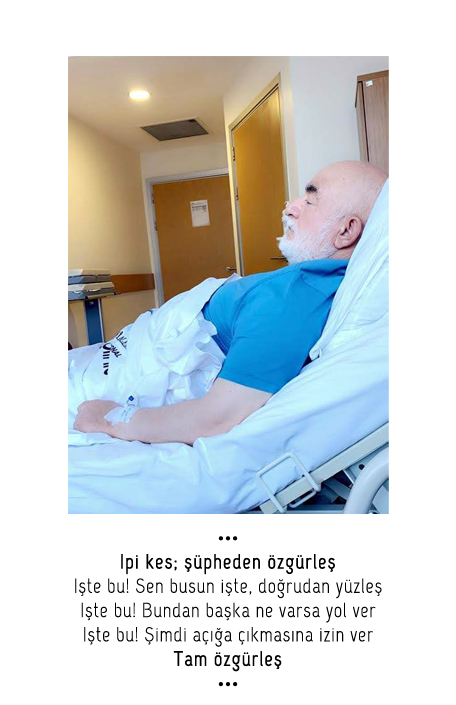 •••
Ipi kes; şüpheden özgürleş
Işte bu! Sen busun işte, doğrudan yüzleş
Işte bu! Bundan başka ne varsa yol ver
Işte bu! Şimdi açığa çıkmasına izin ver
Tam özgürleş
•••